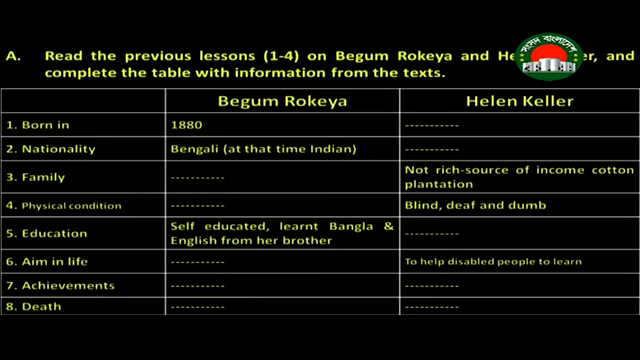 সংসদ বাংলাদেশ
A. Read the previous lessons (1-4) on Begum Rokeya and He er, and
complete the table with information from the texts.
Begum Rokeya Helen Keller
1. Born in 1880 -----------
2. Nationality Bengali (at that time Indian) -----------
3. Family ----------- Not rich-source of income cotton
plantation
4. Physical condition ----------- Blind, deaf and dumb
5. Education Self educated, learnt Bangla & -----------
English from her brother
6. Aim in life ----------- To help disabled people to learn
7. Achievements ----------- -----------
8. Death ----------- -----------